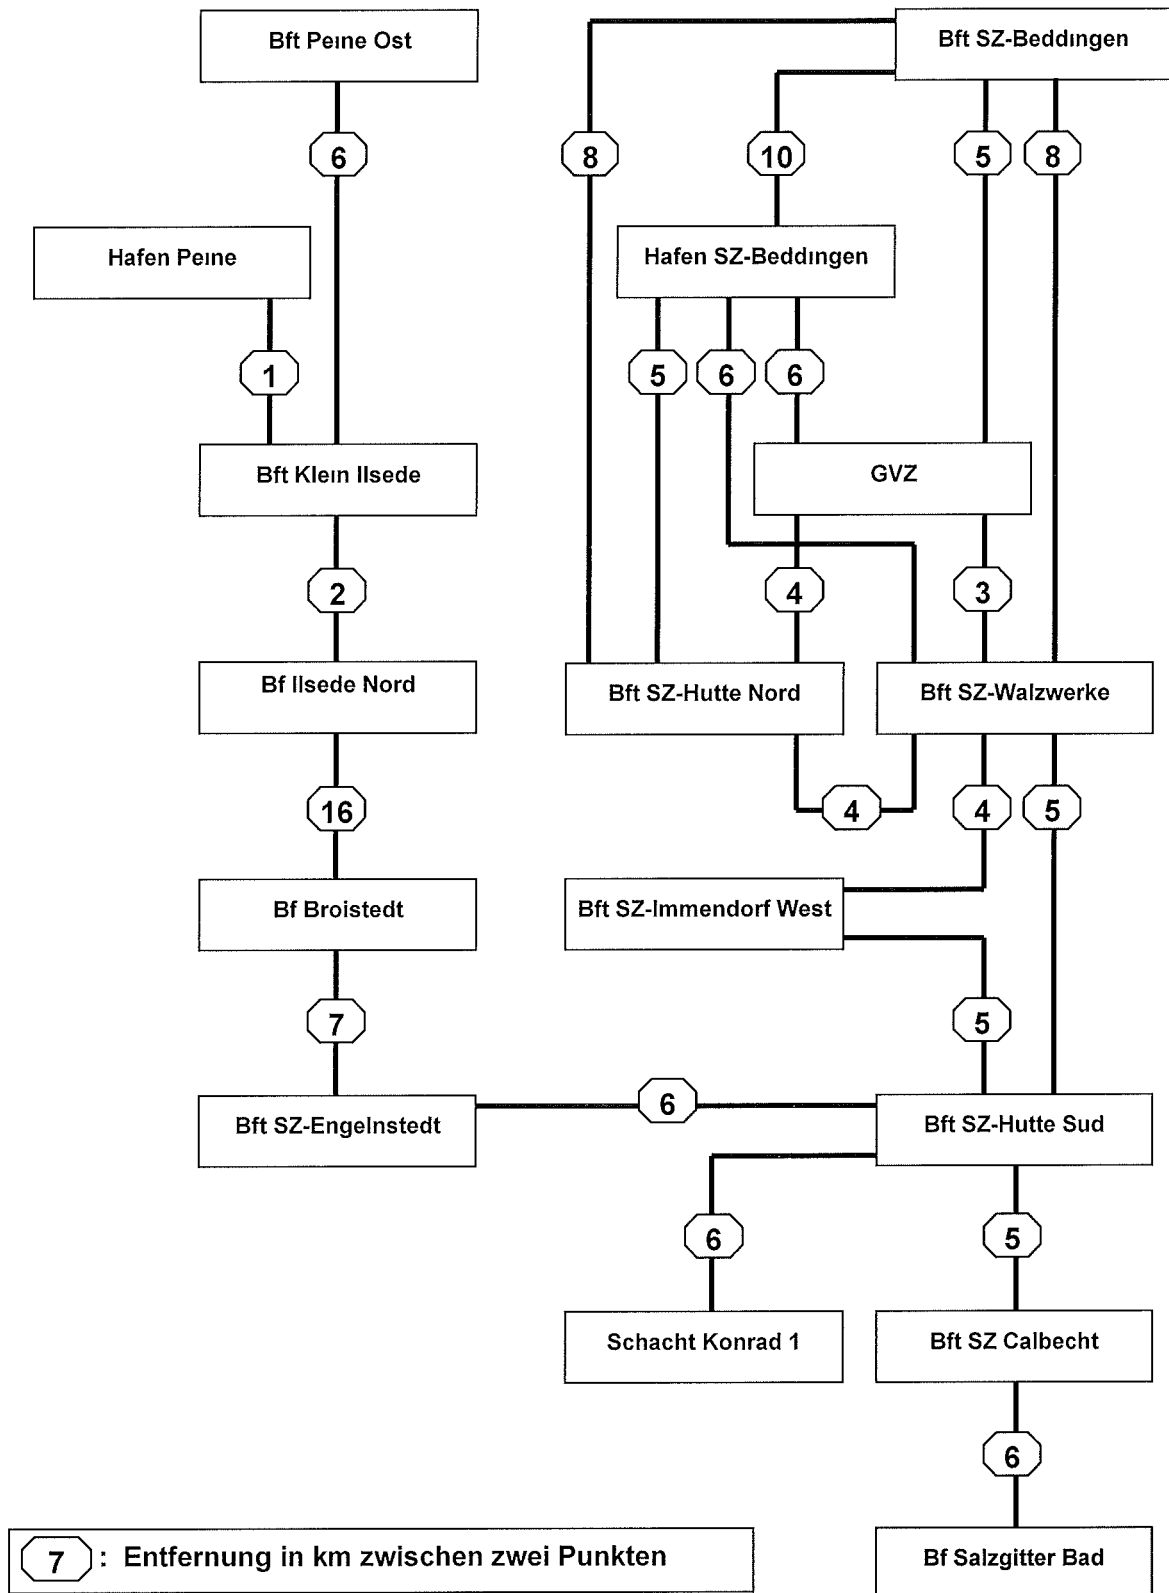 Bft Peine Ost
Bft SZ-Beddingen
6
8
10
5
8
Hafen Peine
Hafen SZ-Beddingen
1
5
6
6
Bft Klein Ilsede
GVZ
2
4
3
Bf Ilsede Nord
Bft SZ-Hutte Nord
Bft SZ-Walzwerke
16
4
4
5
Bf Broistedt
Bft SZ-Immendorf West
7
5
Bft SZ-Engelnstedt
6
Bft SZ-Hutte Sud
6
5
Schacht Konrad 1
Bft SZ Calbecht
6
7 : Entfernung in km zwischen zwei Punkten
Bf Salzgitter Bad